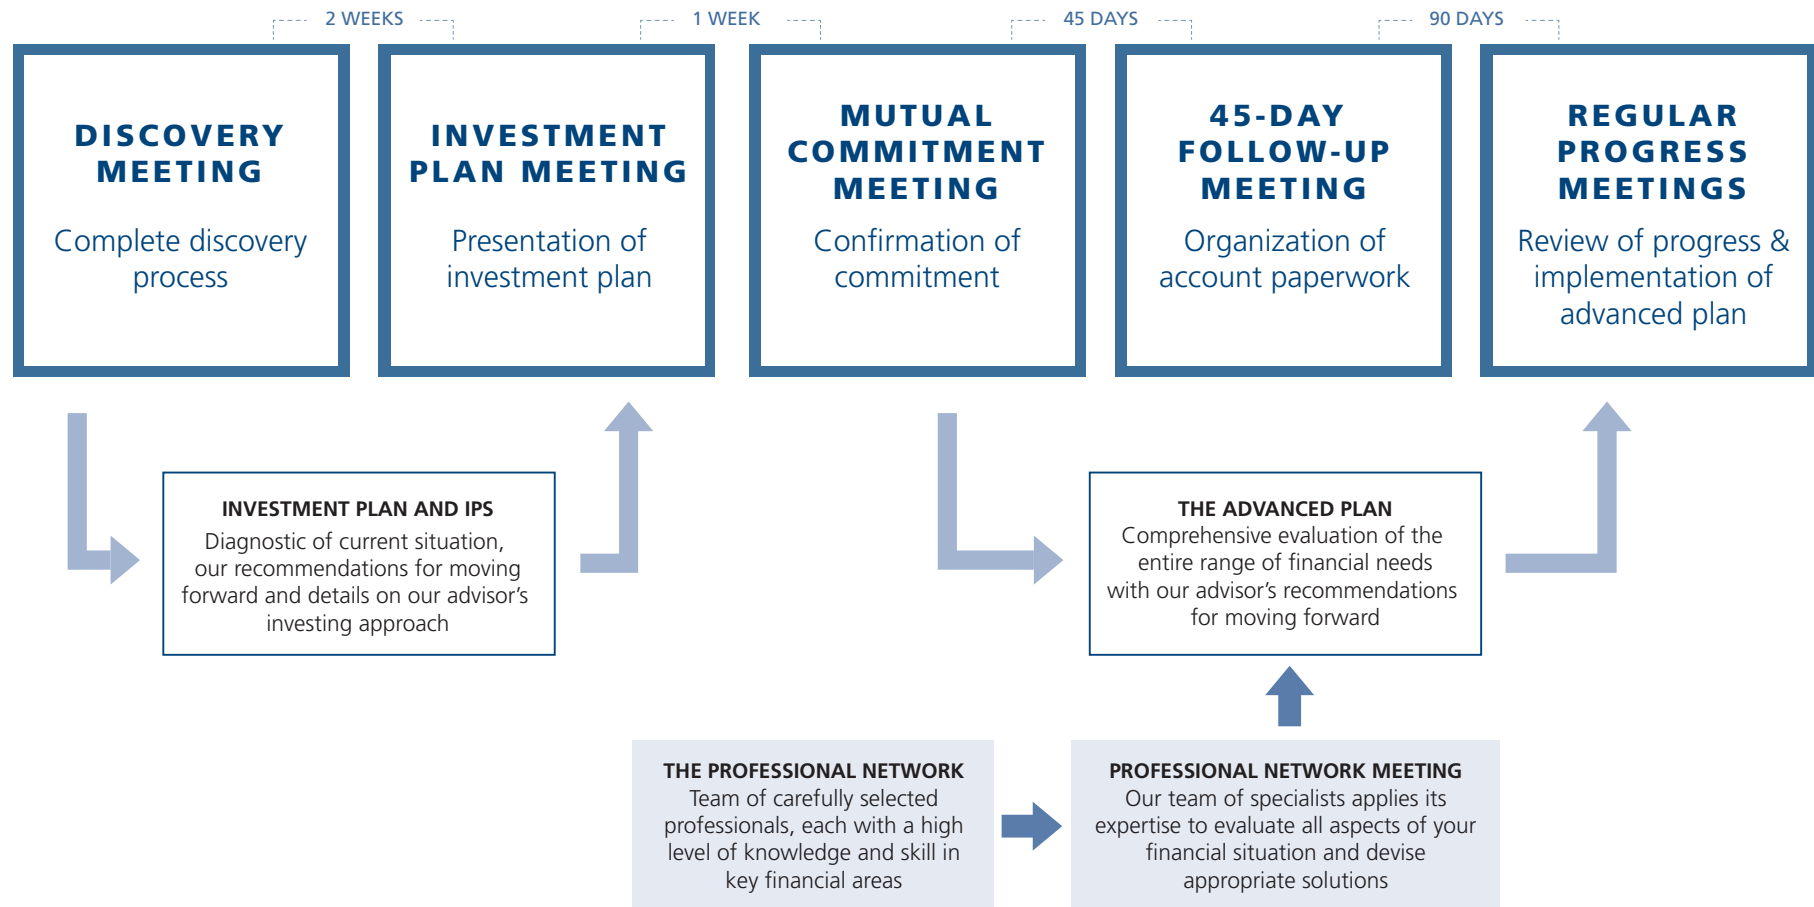 2 WEEKS
1 WEEK
45 DAYS
90 DAYS
DISCOVERY
MEETING
Complete discovery
process
INVESTMENT
PLAN MEETING
Presentation of
investment plan
MUTUAL
COMMITMENT
MEETING
Confirmation of
commitment
45-DAY
FOLLOW-UP
MEETING
Organization of
account paperwork
REGULAR
PROGRESS
MEETINGS
Review of progress &
implementation of
advanced plan
INVESTMENT PLAN AND IPS
Diagnostic of current situation,
our recommendations for moving
forward and details on our advisor’s
investing approach
THE ADVANCED PLAN
Comprehensive evaluation of the
entire range of financial needs
with our advisor’s recommendations
for moving forward
THE PROFESSIONAL NETWORK
Team of carefully selected
professionals, each with a high
level of knowledge and skill in
key financial areas
PROFESSIONAL NETWORK MEETING
Our team of specialists applies its
expertise to evaluate all aspects of your
financial situation and devise
appropriate solutions